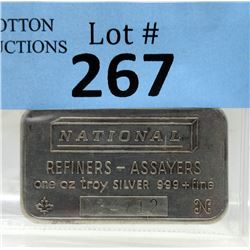 OTTON
UCTIONS
Lot #
267
NATIONAL
REFINERS - ASSAYERS
one oz troy SILVER 999+fine